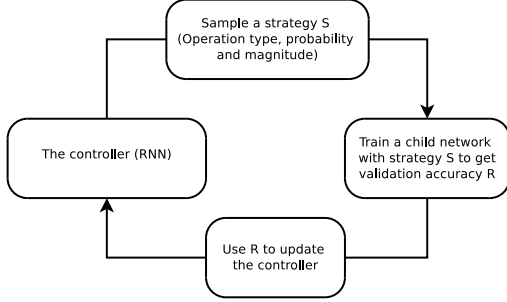 Sample a strategy S
(Operation type, probability
and magnitude)
The controller (RNN)
Train a child network
with strategy S to get
validation accuracy R
Use R to update
the controller